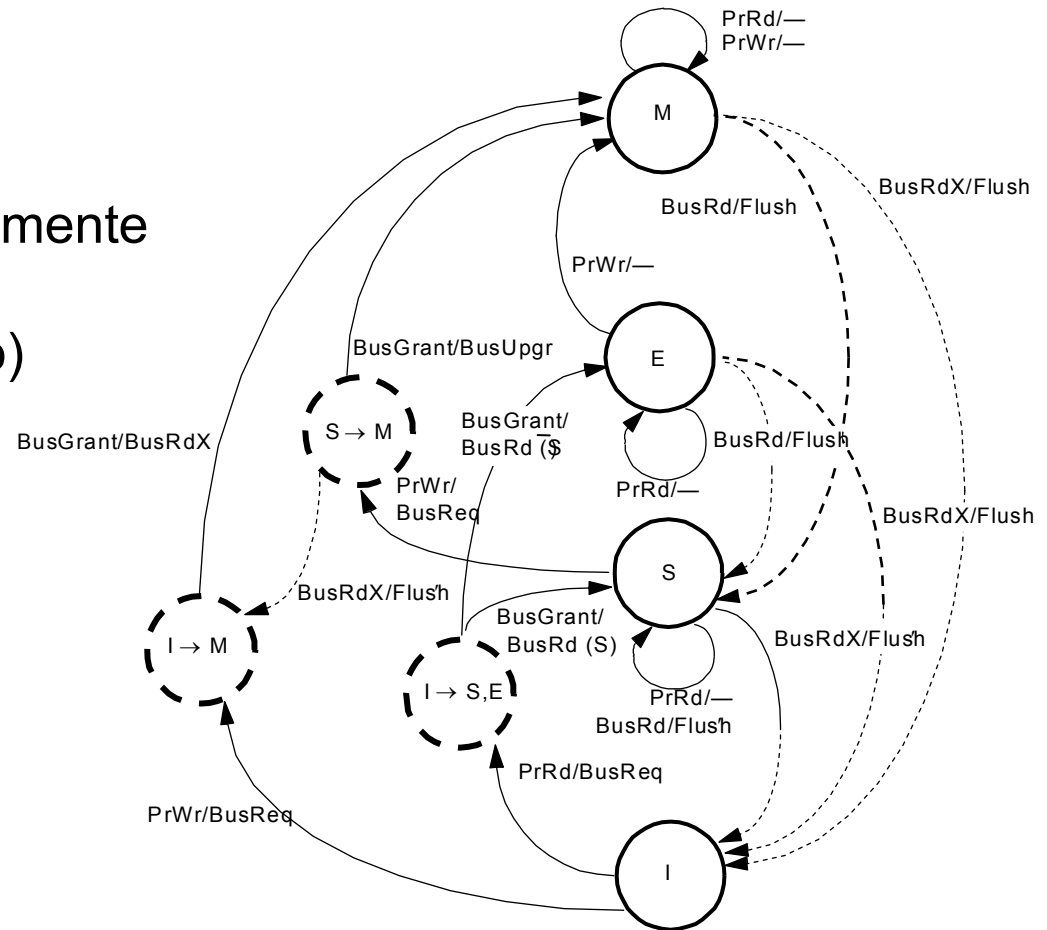 PrRd/—
PrWr/—
M
mente
BusRdX/Flush
BusRd/Flush
PrWr/—
o)
BusGrant/BusUpgr
E
BusGrant/
BusRd (S̅)
S → M
BusGrant/BusRdX
BusRd/Flush
PrRd/—
PrWr/
BusReq
BusRdX/Flush
S
BusRdX/Flush′
BusGrant/
BusRd (S)
BusRdX/Flush′
I → M
I → S,E
PrRd/—
BusRd/Flush′
PrRd/BusReq
PrWr/BusReq
I